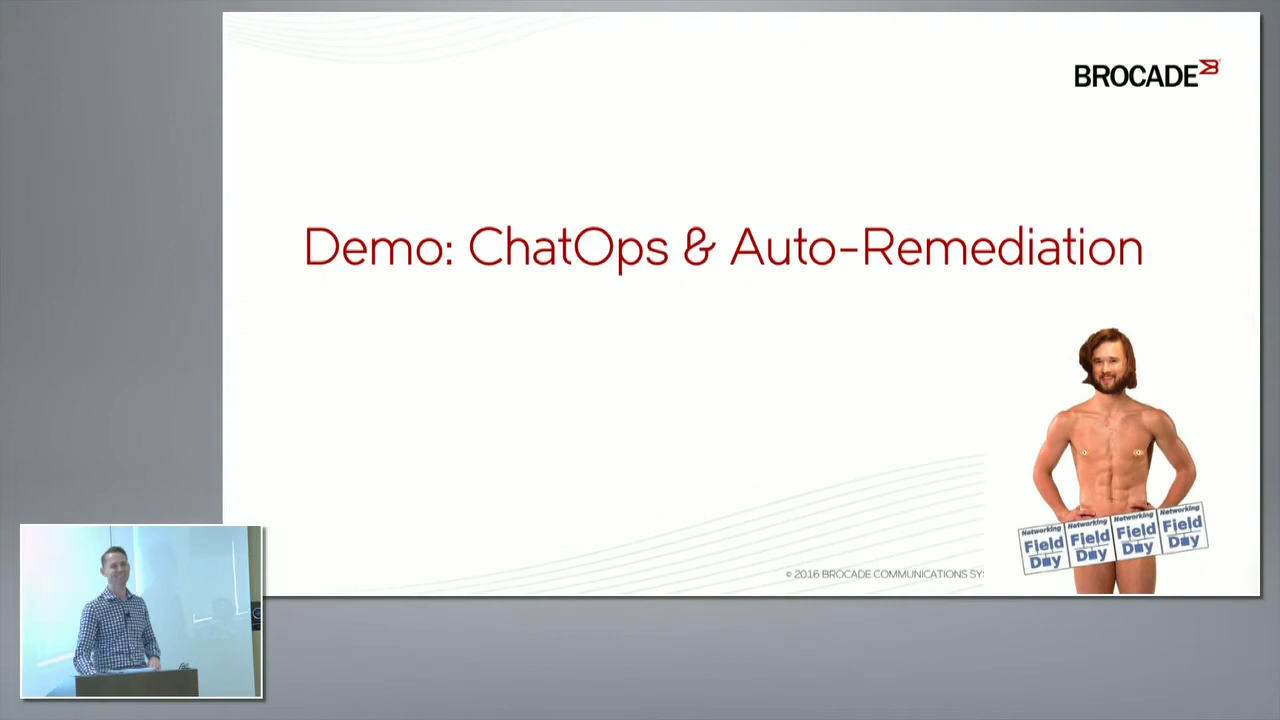 BROCADE
Demo: ChatOps & Auto-Remediation
Networking Networking Networking Networking
Field Field Field Field
Day Day Day Day
© 2016 BROCADE COMMUNICATIONS SYS